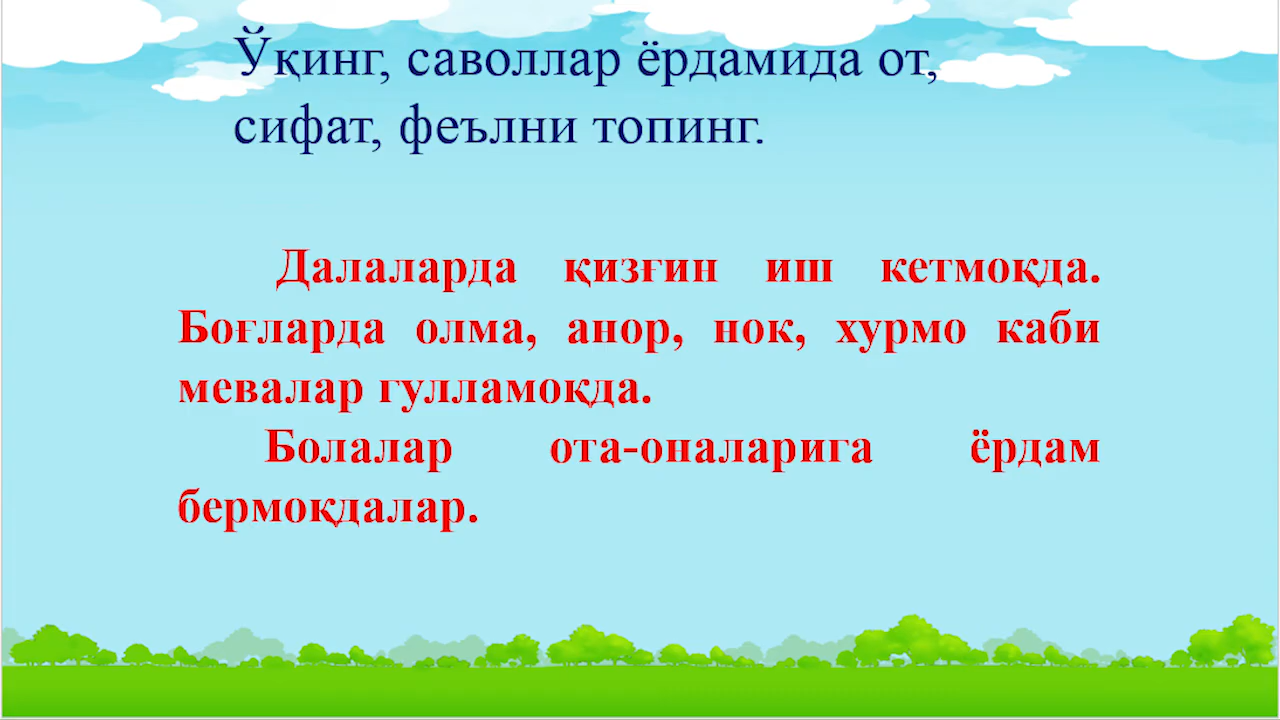 Ўқинг, саволлар ёрдамида от,
сифат, феълни топинг.
Далаларда қизғин иш кетмоқда.
Боғларда олма, анор, нок, хурмо каби
мевалар гулламоқда.
Болалар ота-оналарига ёрдам
бермоқдалар.